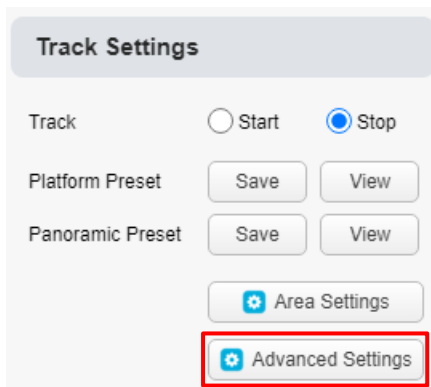 Track Settings
Track Start Stop
Platform Preset Save View
Panoramic Preset Save View
Area Settings
Advanced Settings